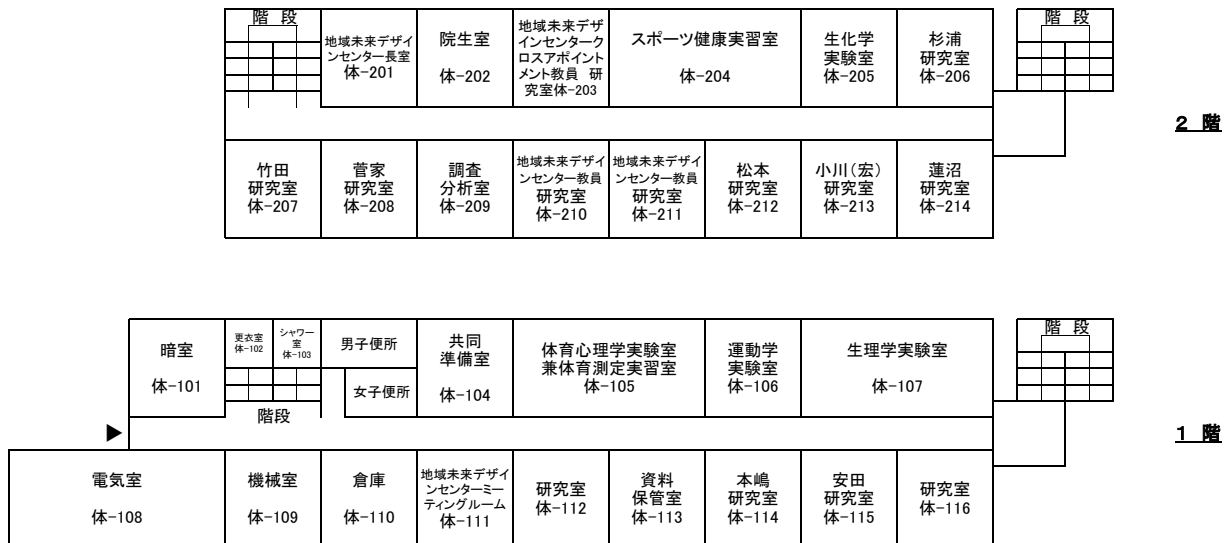 階 段
地域未来デザイ
ンセンター長室
体-201
院生室
体-202
地域未来デザ
インセンターク
ロスアポイント
メント教員 研
究室体-203
スポーツ健康実習室
体-204
生化学
実験室
体-205
杉浦
研究室
体-206
階 段
2 階
竹田
研究室
体-207
菅家
研究室
体-208
調査
分析室
体-209
地域未来デザイ
ンセンター教員
研究室
体-210
地域未来デザイ
ンセンター教員
研究室
体-211
松本
研究室
体-212
小川(宏)
研究室
体-213
蓮沼
研究室
体-214
暗室
体-101
更衣室
体-102
シャワー
室
体-103
男子便所
女子便所
階段
共同
準備室
体-104
体育心理学実験室
兼体育測定実習室
体-105
運動学
実験室
体-106
生理学実験室
体-107
階 段
▶
1 階
電気室
体-108
機械室
体-109
倉庫
体-110
地域未来デザイ
ンセンターミー
ティングルーム
体-111
研究室
体-112
資料
保管室
体-113
本嶋
研究室
体-114
安田
研究室
体-115
研究室
体-116